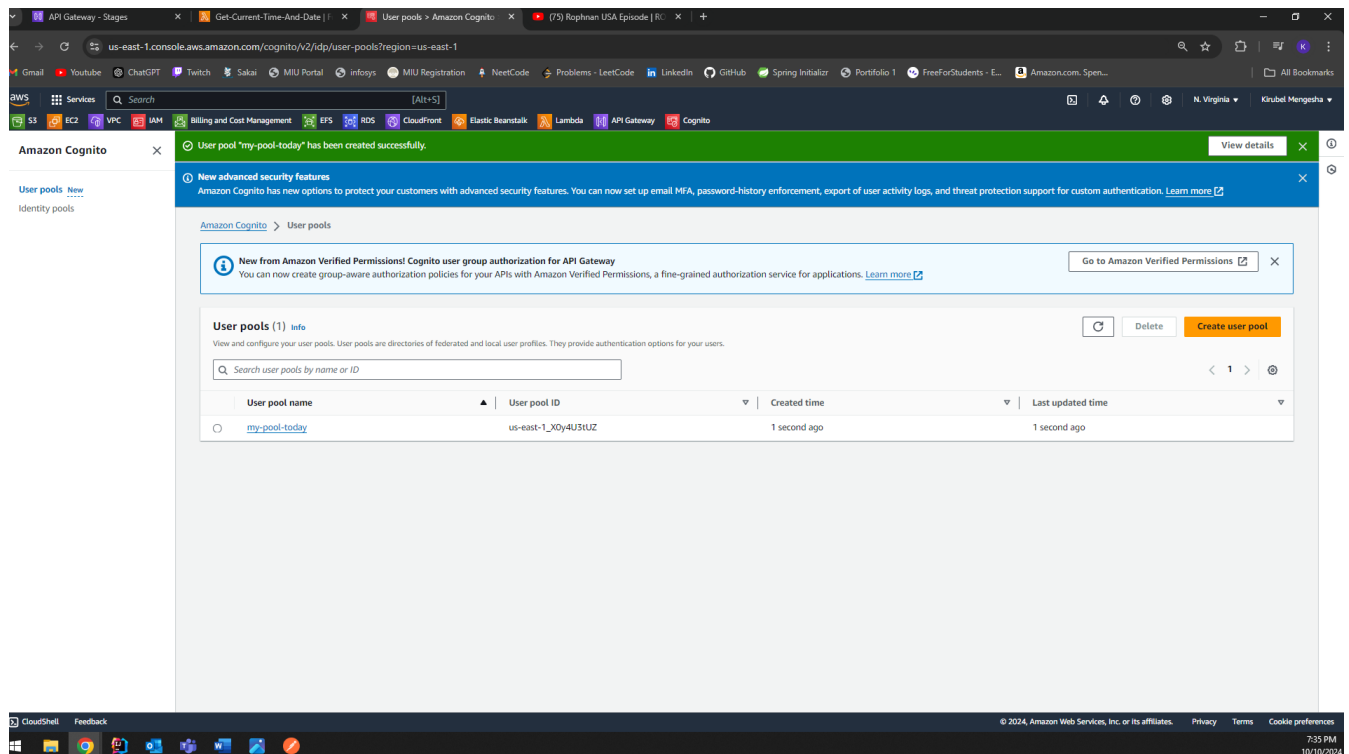 API Gateway - Stages
Get-Current-Time-And-Date | F
User pools > Amazon Cognito
(75) Rophnan USA Episode | RO
us-east-1.console.aws.amazon.com/cognito/v2/idp/user-pools?region=us-east-1
K
Gmail Youtube ChatGPT Twitch Sakai MIU Portal infosys MIU Registration NeetCode Problems - LeetCode LinkedIn GitHub Spring Initializr Portifolio 1 FreeForStudents - E... Amazon.com. Spen... All Bookmarks
aws Services Search [Alt+S] N. Virginia Kirubel Mengesha
S3 EC2 VPC IAM Billing and Cost Management EFS RDS CloudFront Elastic Beanstalk Lambda API Gateway Cognito
Amazon Cognito
User pools New
Identity pools
User pool "my-pool-today" has been created successfully. View details
New advanced security features
Amazon Cognito has new options to protect your customers with advanced security features. You can now set up email MFA, password-history enforcement, export of user activity logs, and threat protection support for custom authentication. Learn more
Amazon Cognito > User pools
New from Amazon Verified Permissions! Cognito user group authorization for API Gateway
You can now create group-aware authorization policies for your APIs with Amazon Verified Permissions, a fine-grained authorization service for applications. Learn more
Go to Amazon Verified Permissions
User pools (1) Info
Delete Create user pool
View and configure your user pools. User pools are directories of federated and local user profiles. They provide authentication options for your users.
Search user pools by name or ID
1
User pool name User pool ID Created time Last updated time
my-pool-today us-east-1_X0y4U3tUZ 1 second ago 1 second ago
CloudShell Feedback © 2024, Amazon Web Services, Inc. or its affiliates. Privacy Terms Cookie preferences
7:35 PM
10/10/2024